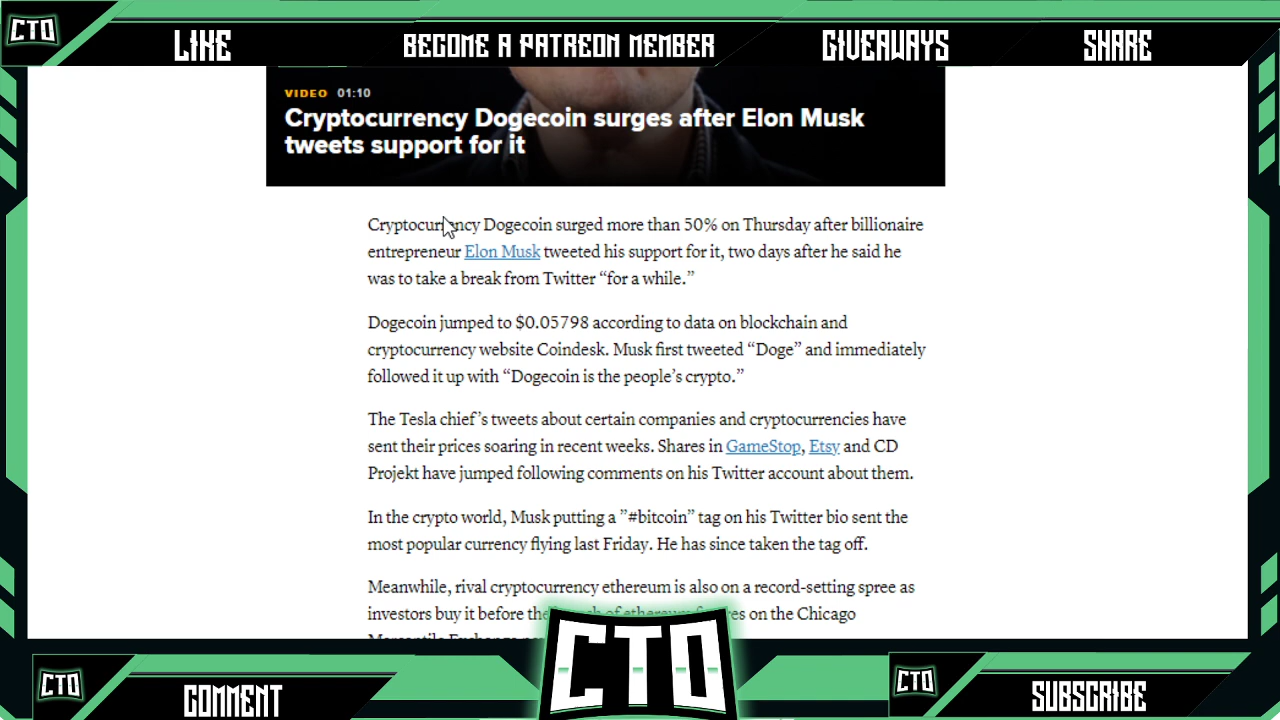 CTO
LIKE
BECOME A PATREON MEMBER
GIVEAWAYS
SHARE
VIDEO 01:10
Cryptocurrency Dogecoin surges after Elon Musk
tweets support for it
Cryptocurrency Dogecoin surged more than 50% on Thursday after billionaire
entrepreneur Elon Musk tweeted his support for it, two days after he said he
was to take a break from Twitter “for a while.”
Dogecoin jumped to $0.05798 according to data on blockchain and
cryptocurrency website Coindesk. Musk first tweeted “Doge” and immediately
followed it up with “Dogecoin is the people’s crypto.”
The Tesla chief’s tweets about certain companies and cryptocurrencies have
sent their prices soaring in recent weeks. Shares in GameStop, Etsy and CD
Projekt have jumped following comments on his Twitter account about them.
In the crypto world, Musk putting a ”#bitcoin” tag on his Twitter bio sent the
most popular currency flying last Friday. He has since taken the tag off.
Meanwhile, rival cryptocurrency ethereum is also on a record-setting spree as
investors buy it before the of on the Chicago
CTO
CTO
COMMENT
CTO
SUBSCRIBE